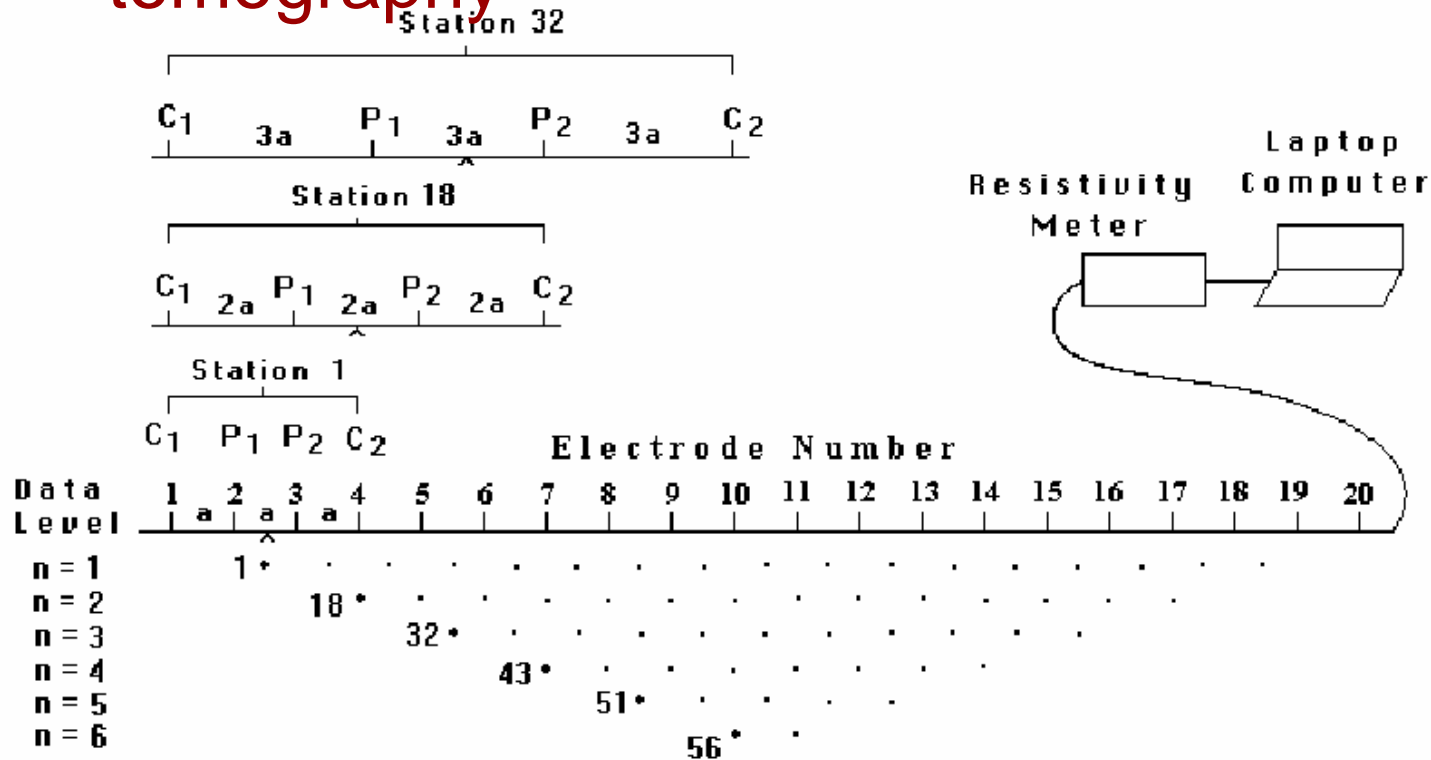 tomography
Station 32
C1 3a P1 3a P2 3a C2
Station 18
C1 2a P1 2a P2 2a C2
Station 1
C1 P1 P2 C2
Resistivity Meter
Laptop Computer
Electrode Number
Data Level
1 2 3 4 5 6 7 8 9 10 11 12 13 14 15 16 17 18 19 20
a a a
n = 1 1
n = 2 18
n = 3 32
n = 4 43
n = 5 51
n = 6 56